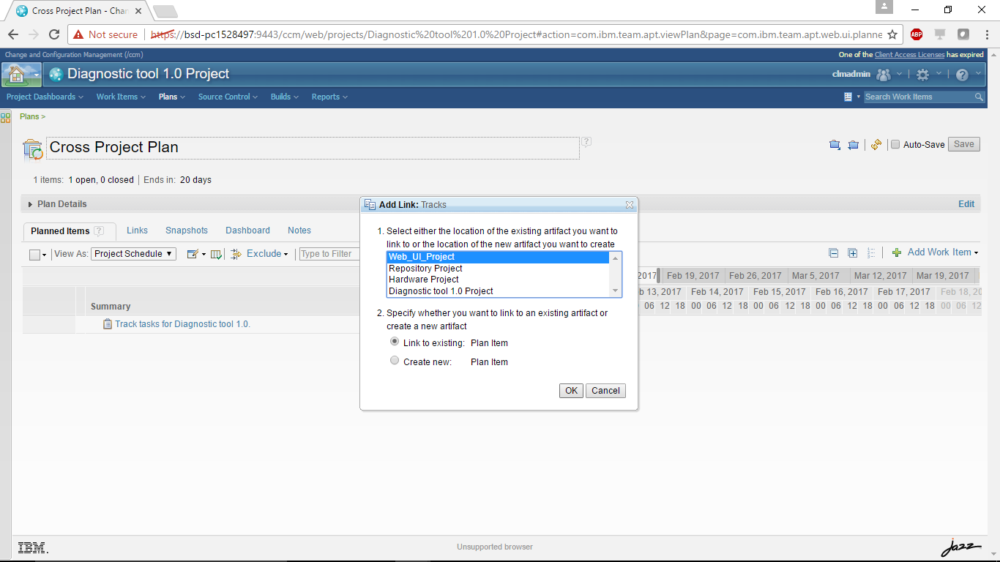 Cross Project Plan - Chan
Not secure https://bsd-pc1528497:9443/ccm/web/projects/Diagnostic%20tool%201.0%20Project#action=com.ibm.team.apt.viewPlan&page=com.ibm.team.apt.web.ui.planne
ABP
Change and Configuration Management (/ccm)
One of the Client Access Licenses has expired
Diagnostic tool 1.0 Project
clmadmin
Project Dashboards Work Items Plans Source Control Builds Reports
Search Work Items
Plans >
Cross Project Plan
?
Auto-Save Save
1 items: 1 open, 0 closed Ends in: 20 days
Plan Details
Edit
Planned Items ? Links Snapshots Dashboard Notes
View As: Project Schedule Exclude Type to Filter
Add Work Item
2017 Feb 19, 2017 Feb 26, 2017 Mar 5, 2017 Mar 12, 2017 Mar 19, 2017
b 13, 2017 Feb 14, 2017 Feb 15, 2017 Feb 16, 2017 Feb 17, 2017 Feb 18, 20
Summary
06 12 18 00 06 12 18 00 06 12 18 00 06 12 18 00 06 12 18 00 06 12
Track tasks for Diagnostic tool 1.0.
Add Link: Tracks
1. Select either the location of the existing artifact you want to
link to or the location of the new artifact you want to create
Web_UI_Project
Repository Project
Hardware Project
Diagnostic tool 1.0 Project
2. Specify whether you want to link to an existing artifact or
create a new artifact
Link to existing: Plan Item
Create new: Plan Item
OK Cancel
IBM.
Unsupported browser
jazz